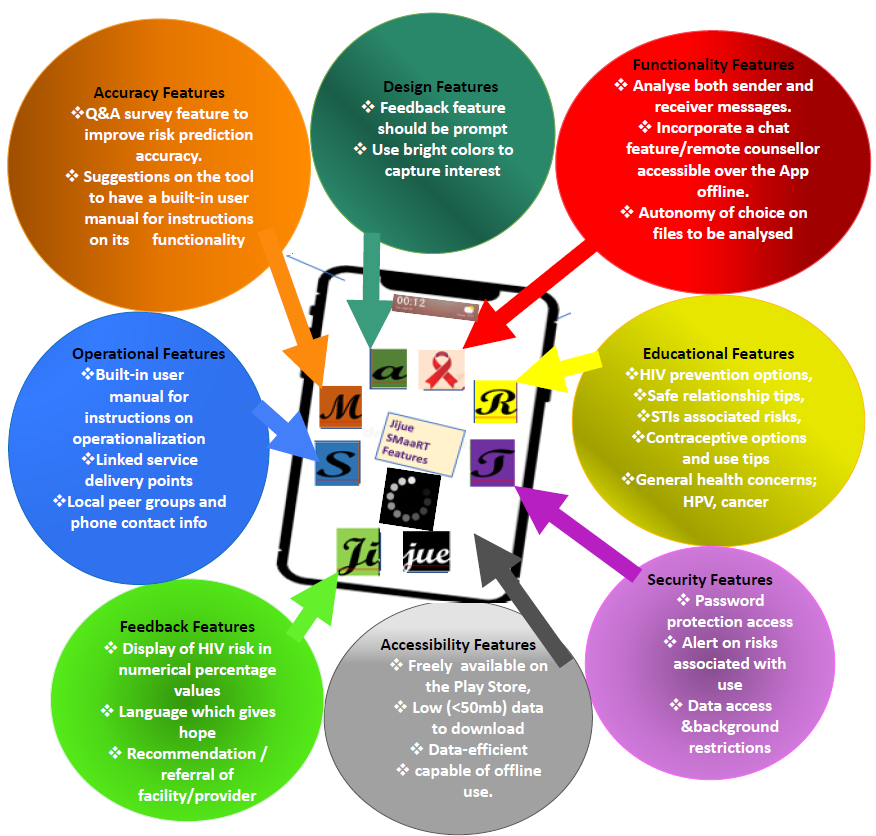 Accuracy Features
❖Q&A survey feature to
improve risk prediction
accuracy.
❖ Suggestions on the tool
to have a built-in user
manual for instructions
on its functionality
Design Features
❖ Feedback feature
should be prompt
❖ Use bright colors to
capture interest
Functionality Features
❖ Analyse both sender and
receiver messages.
❖ Incorporate a chat
feature/remote counsellor
accessible over the App
offline.
❖ Autonomy of choice on
files to be analysed
Operational Features
❖Built-in user
manual for
instructions on
operationalization
❖Linked service
delivery points
❖Local peer groups and
phone contact info
00:12
a
M
R
S
T
Jijue
SMaaRT
Features
Ji
jue
Educational Features
❖HIV prevention options,
❖Safe relationship tips,
❖STIs associated risks,
❖Contraceptive options
and use tips
❖General health concerns;
HPV, cancer
Feedback Features
❖ Display of HIV risk in
numerical percentage
values
❖ Language which gives
hope
❖ Recommendation /
referral of
facility/provider
Accessibility Features
❖ Freely available on
the Play Store,
❖ Low (<50mb) data
to download
❖ Data-efficient
❖ capable of offline
use.
Security Features
❖ Password
protection access
❖ Alert on risks
associated with
use
❖ Data access
&background
restrictions